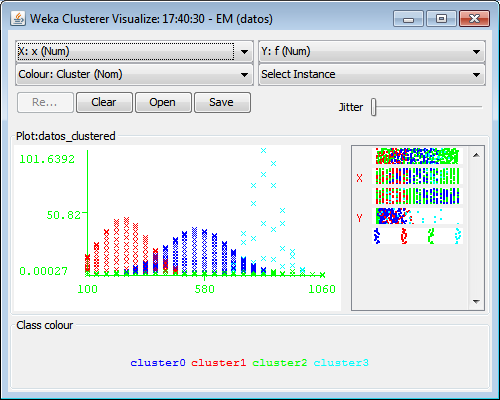 Weka Clusterer Visualize: 17:40:30 - EM (datos)
X: x (Num) Y: f (Num)
Colour: Cluster (Nom) Select Instance
Re... Clear Open Save Jitter
Plot:datos_clustered
101.6392
50.82
0.00027
100 580 1060
X
Y
Class colour
cluster0 cluster1 cluster2 cluster3